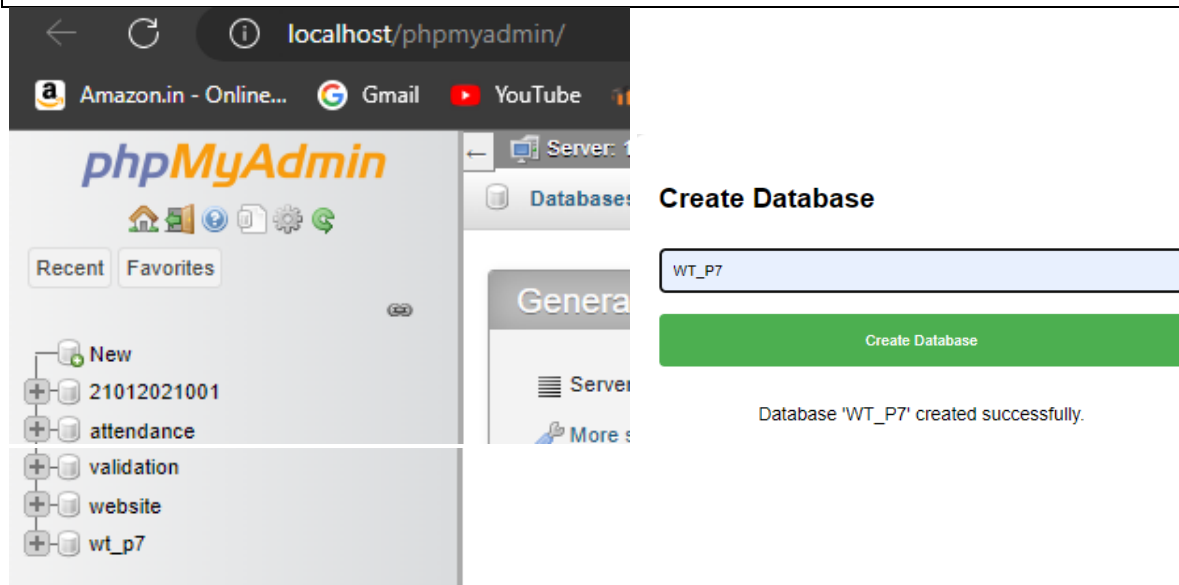 localhost/phpmyadmin/
Amazon.in - Online... Gmail YouTube
phpMyAdmin
Server: 1
Databases
Recent Favorites
Genera
New
21012021001
attendance
Server
More s
validation
website
wt_p7
Create Database
WT_P7
Create Database
Database 'WT_P7' created successfully.